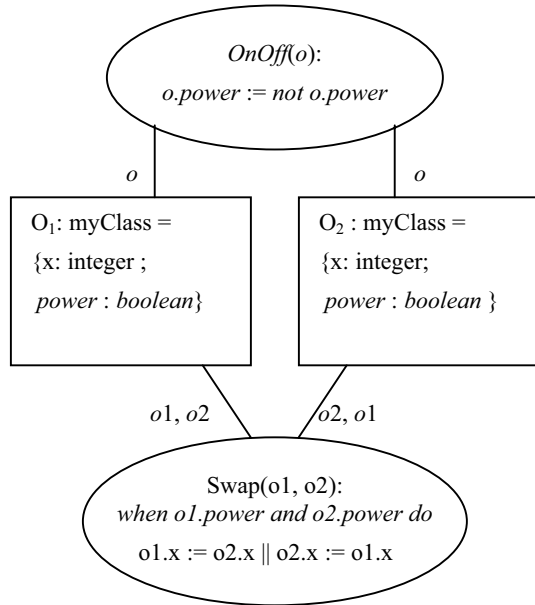 OnOff(o):
o.power := not o.power
o
o
O₁: myClass =
{x: integer ;
power : boolean}
O₂ : myClass =
{x: integer;
power : boolean }
o1, o2
o2, o1
Swap(o1, o2):
when o1.power and o2.power do
o1.x := o2.x || o2.x := o1.x